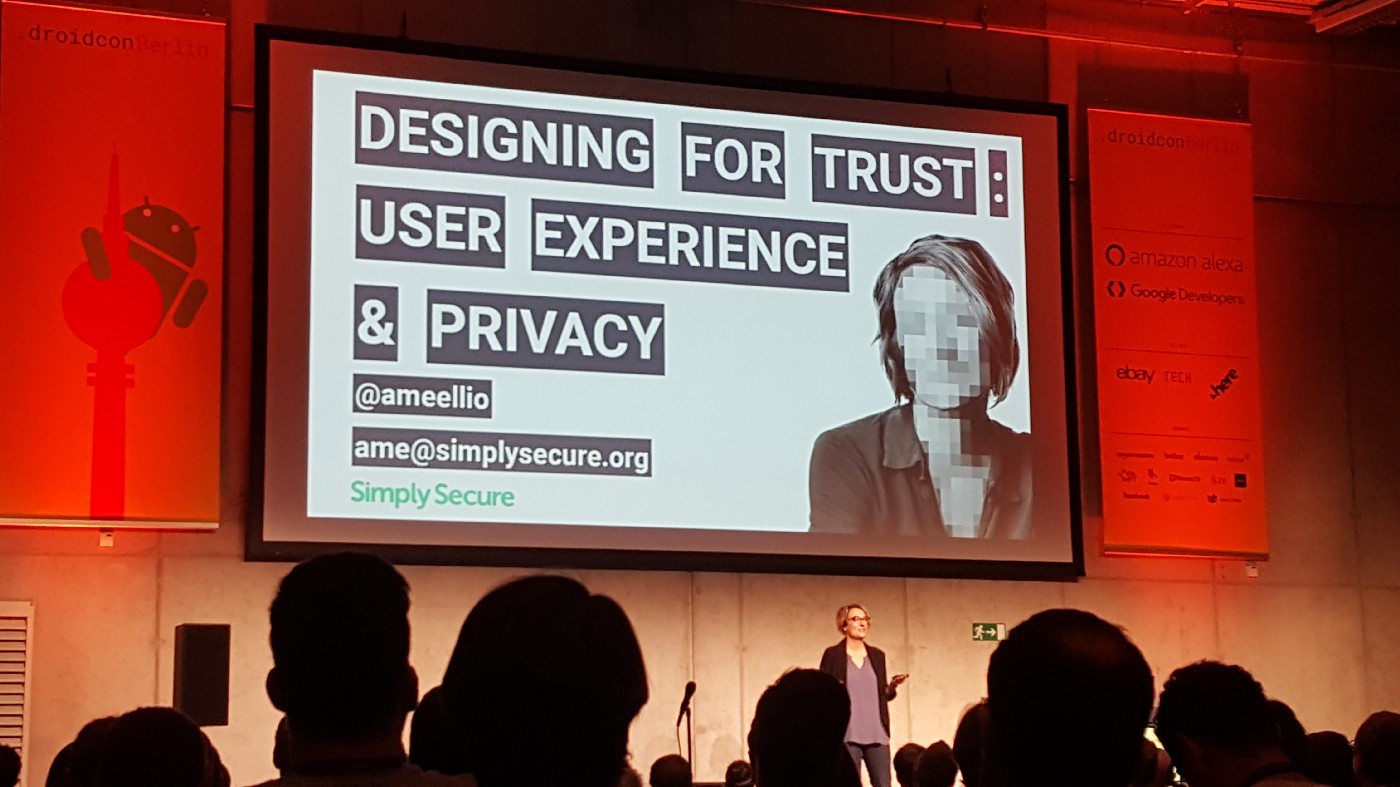 .droidconBerlin
DESIGNING FOR TRUST :
USER EXPERIENCE
& PRIVACY
@ameellio
ame@simplysecure.org
Simply Secure
.droidconBerlin
amazon alexa
Google Developers
ebay TECH
here
facebook